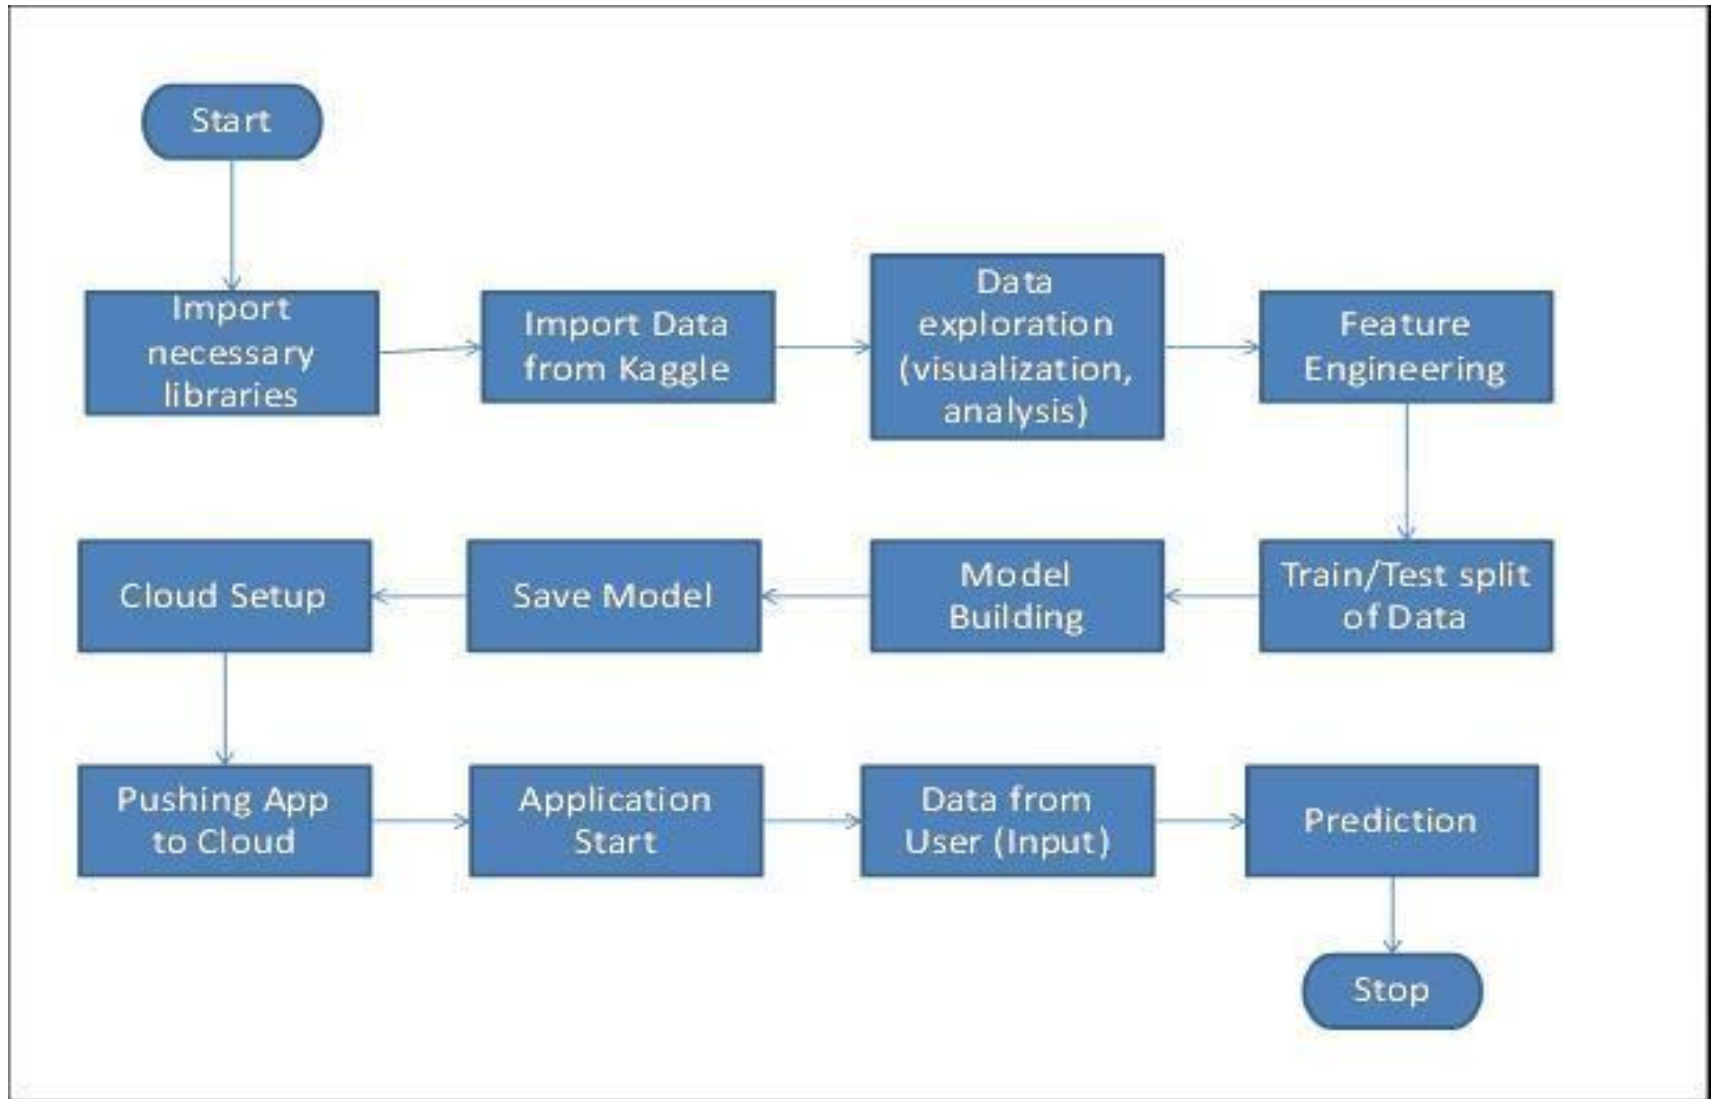 Start
Import
necessary
libraries
Import Data
from Kaggle
Data
exploration
(visualization,
analysis)
Feature
Engineering
Train/Test split
of Data
Model
Building
Save Model
Cloud Setup
Pushing App
to Cloud
Application
Start
Data from
User (Input)
Prediction
Stop